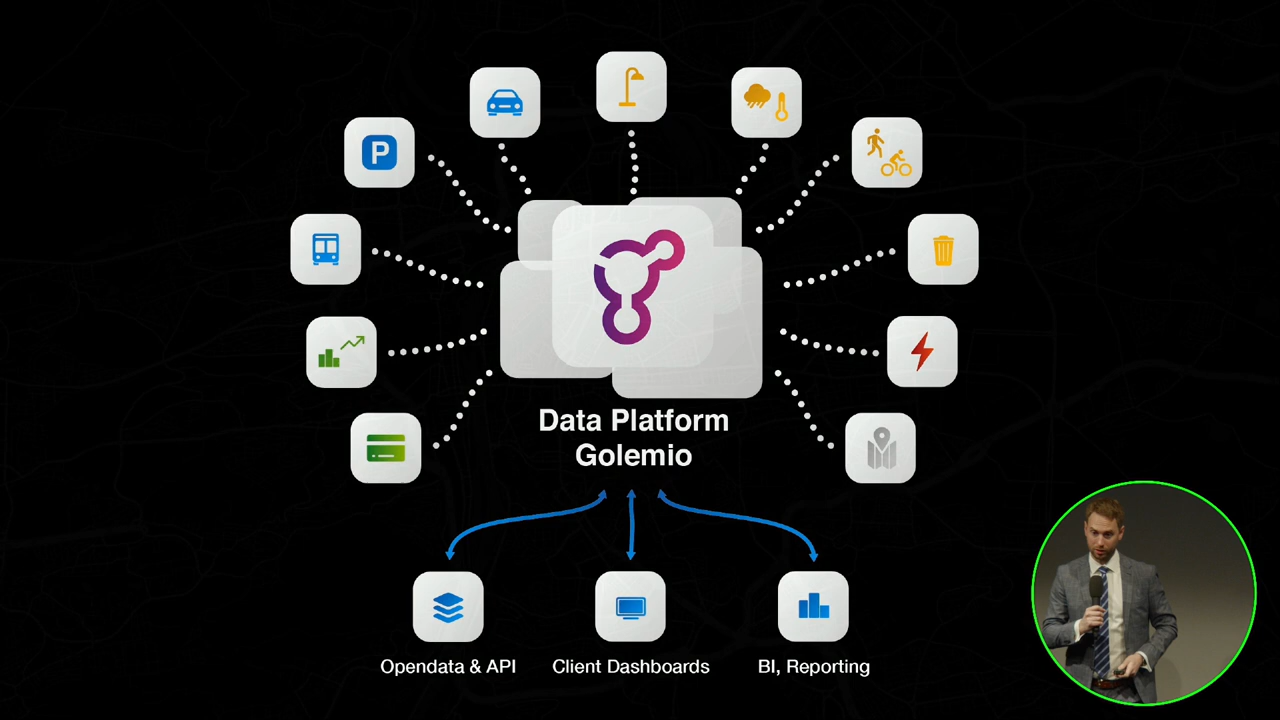 P
Data Platform
Golemio
Opendata & API
Client Dashboards
BI, Reporting